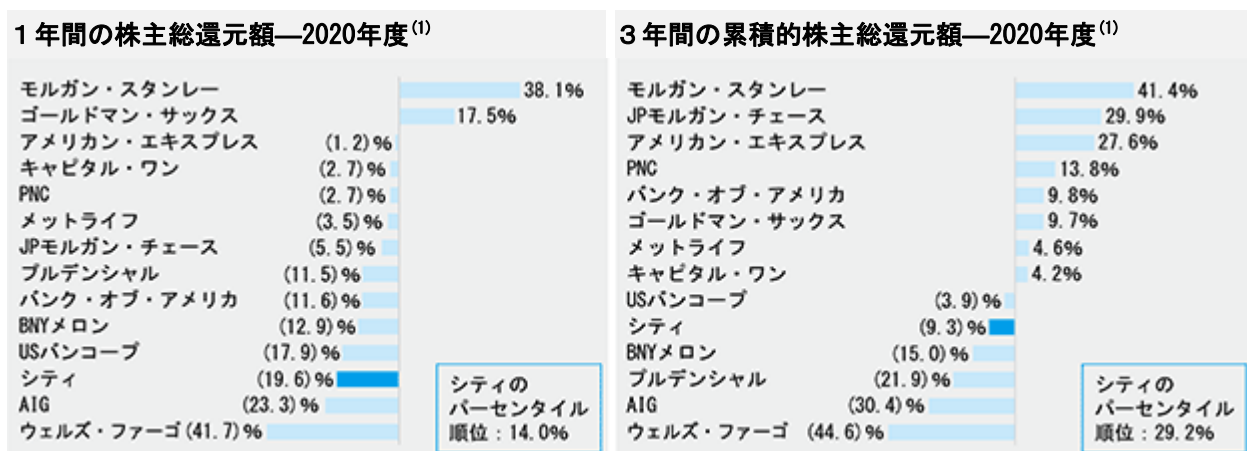 1年間の株主総還元額―2020年度(1)
モルガン・スタンレー 38.1%
ゴールドマン・サックス 17.5%
アメリカン・エキスプレス (1.2)%
キャピタル・ワン (2.7)%
PNC (2.7)%
メットライフ (3.5)%
JPモルガン・チェース (5.5)%
プルデンシャル (11.5)%
バンク・オブ・アメリカ (11.6)%
BNYメロン (12.9)%
USバンコープ (17.9)%
シティ (19.6)%
AIG (23.3)%
ウェルズ・ファーゴ (41.7)%
シティの
パーセンタイル
順位：14.0%
3年間の累積的株主総還元額―2020年度(1)
モルガン・スタンレー 41.4%
JPモルガン・チェース 29.9%
アメリカン・エキスプレス 27.6%
PNC 13.8%
バンク・オブ・アメリカ 9.8%
ゴールドマン・サックス 9.7%
メットライフ 4.6%
キャピタル・ワン 4.2%
USバンコープ (3.9)%
シティ (9.3)%
BNYメロン (15.0)%
プルデンシャル (21.9)%
AIG (30.4)%
ウェルズ・ファーゴ (44.6)%
シティの
パーセンタイル
順位：29.2%